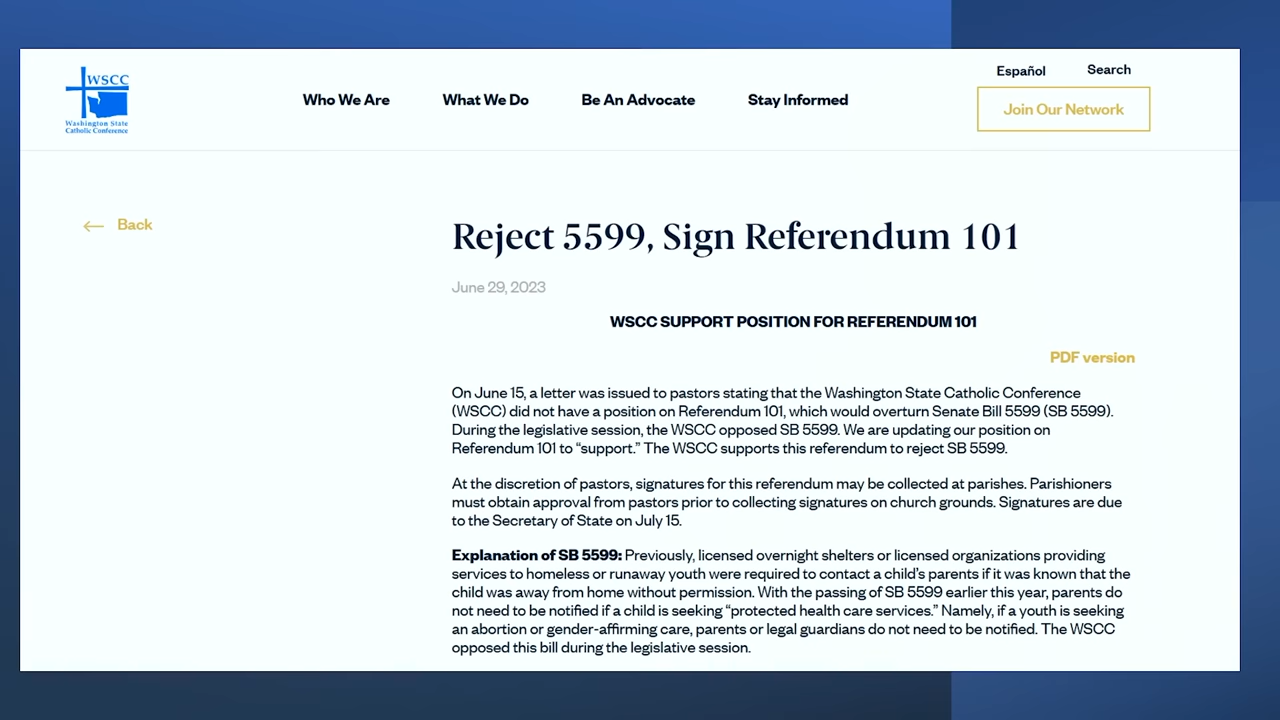 WSCC
Washington State
Catholic Conference
Who We Are
What We Do
Be An Advocate
Stay Informed
Español
Search
Join Our Network
← Back
Reject 5599, Sign Referendum 101
June 29, 2023
WSCC SUPPORT POSITION FOR REFERENDUM 101
PDF version
On June 15, a letter was issued to pastors stating that the Washington State Catholic Conference
(WSCC) did not have a position on Referendum 101, which would overturn Senate Bill 5599 (SB 5599).
During the legislative session, the WSCC opposed SB 5599. We are updating our position on
Referendum 101 to “support.” The WSCC supports this referendum to reject SB 5599.
At the discretion of pastors, signatures for this referendum may be collected at parishes. Parishioners
must obtain approval from pastors prior to collecting signatures on church grounds. Signatures are due
to the Secretary of State on July 15.
Explanation of SB 5599: Previously, licensed overnight shelters or licensed organizations providing
services to homeless or runaway youth were required to contact a child’s parents if it was known that the
child was away from home without permission. With the passing of SB 5599 earlier this year, parents do
not need to be notified if a child is seeking “protected health care services.” Namely, if a youth is seeking
an abortion or gender-affirming care, parents or legal guardians do not need to be notified. The WSCC
opposed this bill during the legislative session.